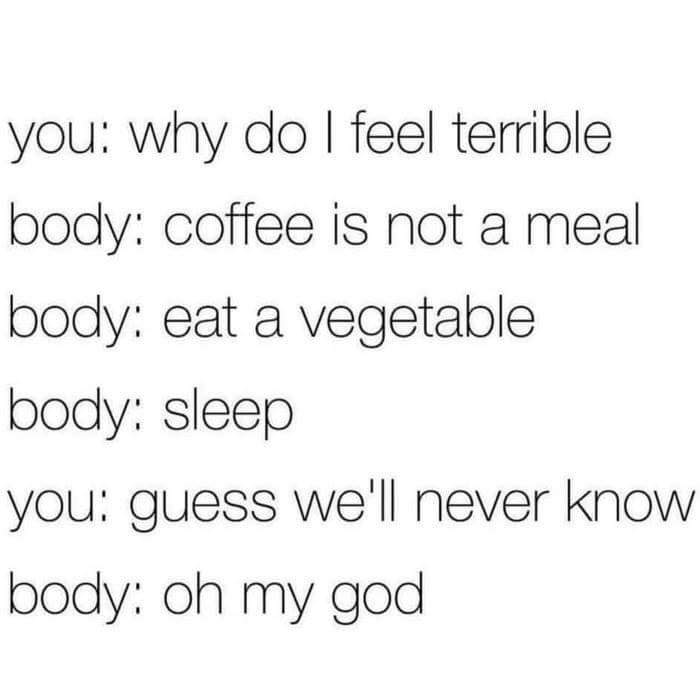 you: why do I feel terrible
body: coffee is not a meal
body: eat a vegetable
body: sleep
you: guess we'll never know
body: oh my god